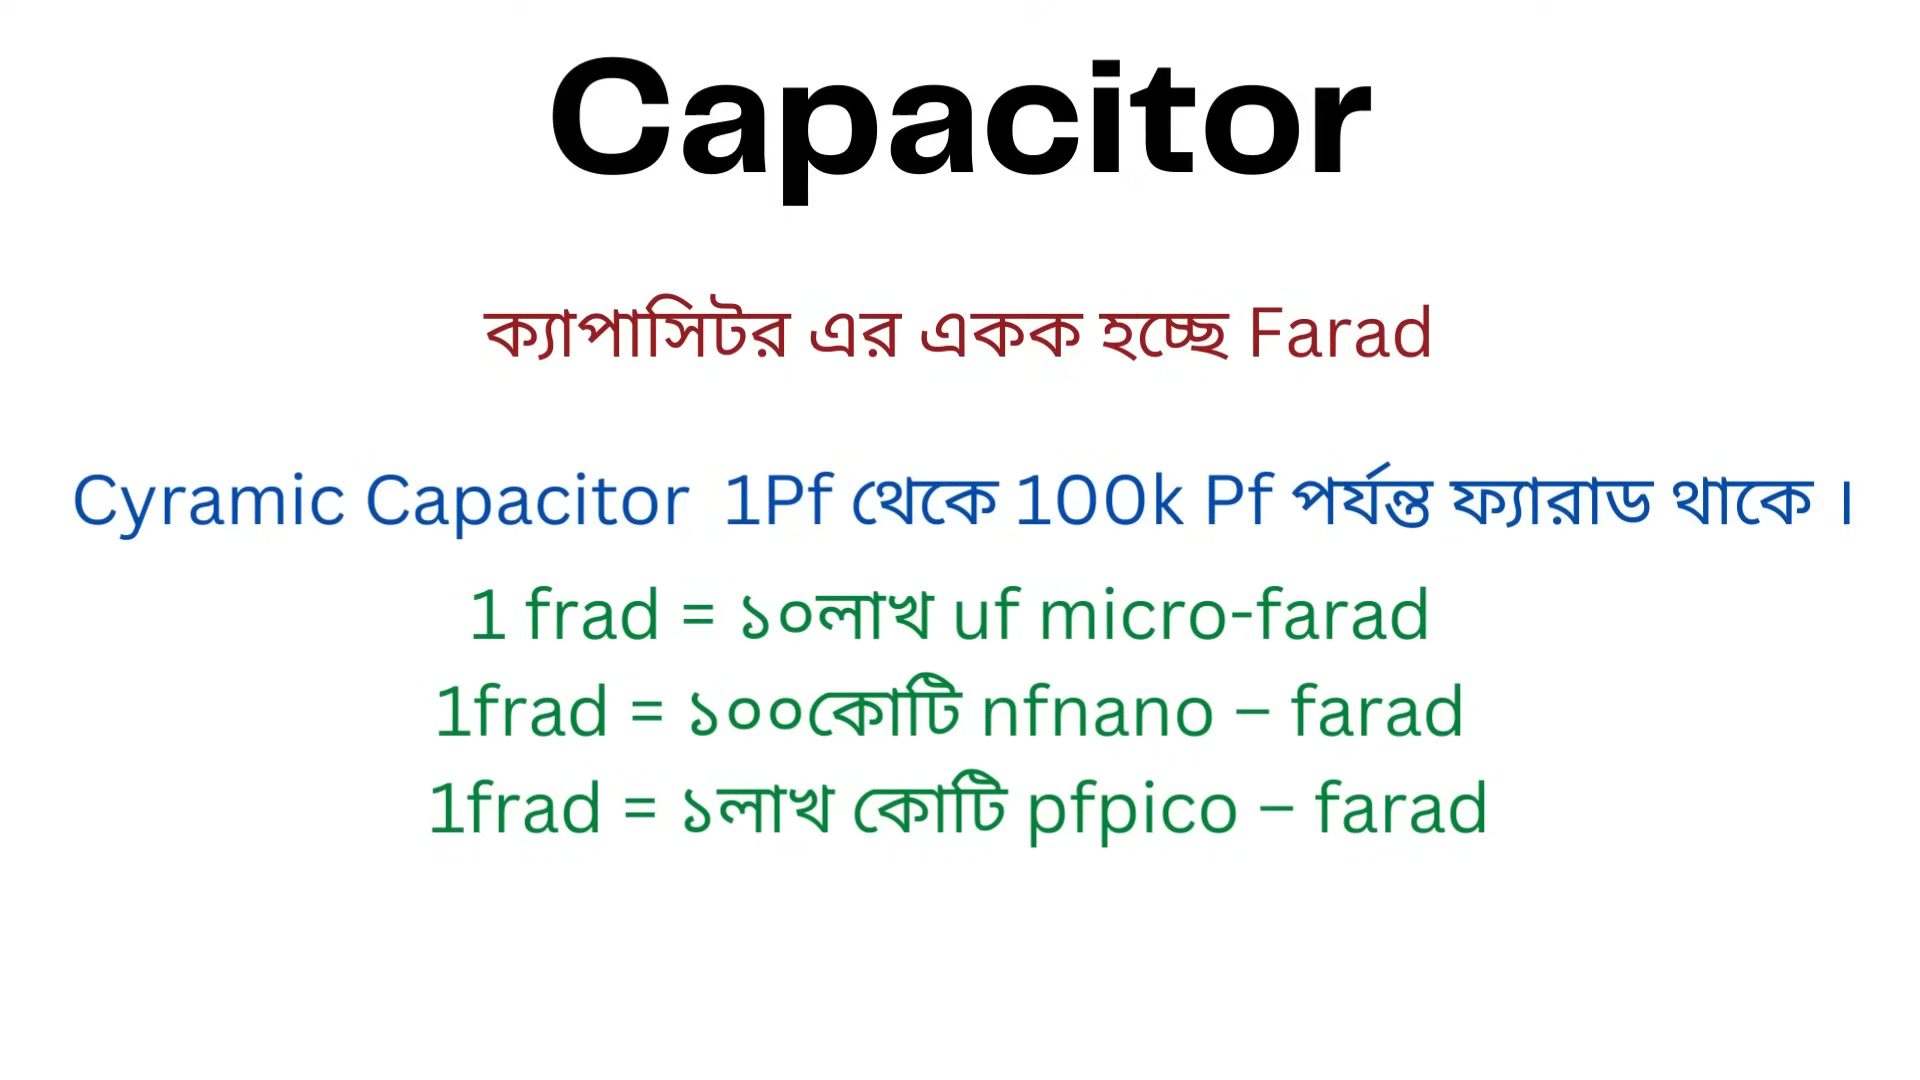 Capacitor
ক্যাপাসিটর এর একক হচ্ছে Farad
Cyramic Capacitor 1Pf থেকে 100k Pf পর্যন্ত ফ্যারাড থাকে ।
1 frad = ১০লাখ uf micro-farad
1frad = ১০০কোটি nfnano – farad
1frad = ১লাখ কোটি pfpico – farad